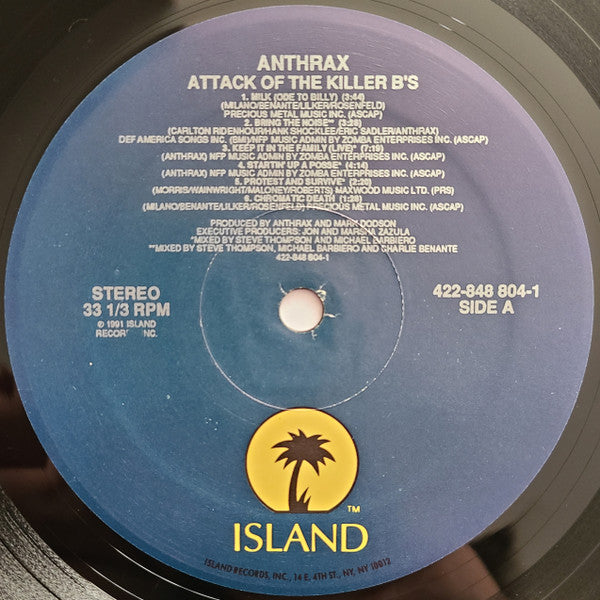 ANTHRAX
ATTACK OF THE KILLER B'S
1. MILK (ODE TO BILLY) (3:44)
(MILANO/BENANTE/LILKER/ROSENFELD)
PRECIOUS METAL MUSIC INC. (ASCAP)
2. BRING THE NOISE** (3:28)
(CARLTON RIDENHOUR/HANK SHOCKLEE/ERIC SADLER/ANTHRAX)
DEF AMERICA SONGS INC. (BMI)/NFP MUSIC ADMIN BY ZOMBA ENTERPRISES INC. (ASCAP)
3. KEEP IT IN THE FAMILY (LIVE)* (7:19)
(ANTHRAX) NFP MUSIC ADMIN BY ZOMBA ENTERPRISES INC. (ASCAP)
4. STARTIN' UP A POSSE* (4:14)
(ANTHRAX) NFP MUSIC ADMIN BY ZOMBA ENTERPRISES INC. (ASCAP)
5. PROTEST AND SURVIVE* (2:28)
(MORRIS/WAINWRIGHT/MALONEY/ROBERTS) MAXWOOD MUSIC LTD. (PRS)
6. CHROMATIC DEATH (1:28)
(MILANO/BENANTE/LILKER/ROSENFELD) PRECIOUS METAL MUSIC INC. (ASCAP)
PRODUCED BY ANTHRAX AND MARK DODSON
EXECUTIVE PRODUCERS: JON AND MARSHA ZAZULA
*MIXED BY STEVE THOMPSON AND MICHAEL BARBIERO
**MIXED BY STEVE THOMPSON, MICHAEL BARBIERO AND CHARLIE BENANTE
422-848 804-1
STEREO
33 1/3 RPM
℗ 1991 ISLAND
RECOR NC.
422-848 804-1
SIDE A
TM
ISLAND
ISLAND RECORDS, INC., 14 E. 4TH ST., NY, NY 10012